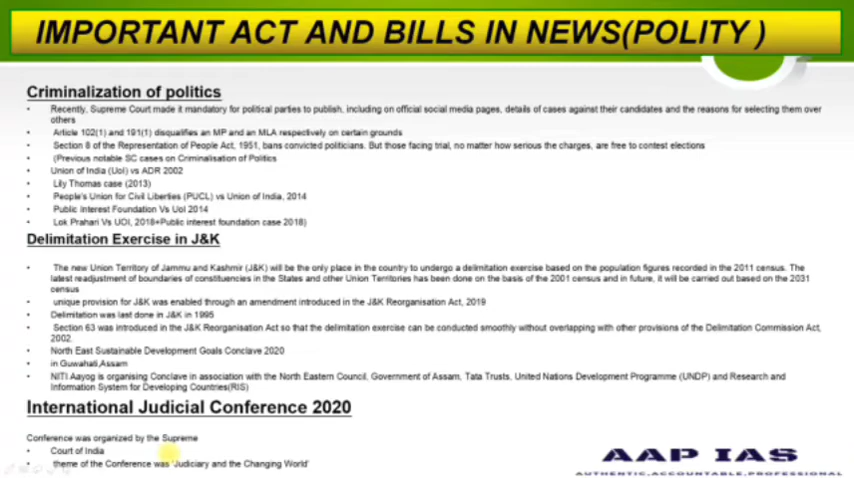 IMPORTANT ACT AND BILLS IN NEWS(POLITY )
Criminalization of politics
• Recently, Supreme Court made it mandatory for political parties to publish, including on official social media pages, details of cases against their candidates and the reasons for selecting them over
others
• Article 102(1) and 191(1) disqualifies an MP and an MLA respectively on certain grounds
• Section 8 of the Representation of People Act, 1951, bans convicted politicians. But those facing trial, no matter how serious the charges, are free to contest elections
• (Previous notable SC cases on Criminalisation of Politics
• Union of India (UoI) vs ADR 2002
• Lily Thomas case (2013)
• People's Union for Civil Liberties (PUCL) vs Union of India, 2014
• Public Interest Foundation Vs UoI 2014
• Lok Prahari Vs UOI, 2018+Public interest foundation case 2018)
Delimitation Exercise in J&K
• The new Union Territory of Jammu and Kashmir (J&K) will be the only place in the country to undergo a delimitation exercise based on the population figures recorded in the 2011 census. The
latest readjustment of boundaries of constituencies in the States and other Union Territories has been done on the basis of the 2001 census and in future, it will be carried out based on the 2031
census
• unique provision for J&K was enabled through an amendment introduced in the J&K Reorganisation Act, 2019
• Delimitation was last done in J&K in 1995
• Section 63 was introduced in the J&K Reorganisation Act so that the delimitation exercise can be conducted smoothly without overlapping with other provisions of the Delimitation Commission Act,
2002.
• North East Sustainable Development Goals Conclave 2020
• in Guwahati,Assam
• NITI Aayog is organising Conclave in association with the North Eastern Council, Government of Assam, Tata Trusts, United Nations Development Programme (UNDP) and Research and
Information System for Developing Countries(RIS)
International Judicial Conference 2020
Conference was organized by the Supreme
• Court of India
• theme of the Conference was 'Judiciary and the Changing World'
AAP IAS
AUTHENTIC,ACCOUNTABLE,PROFESSIONAL